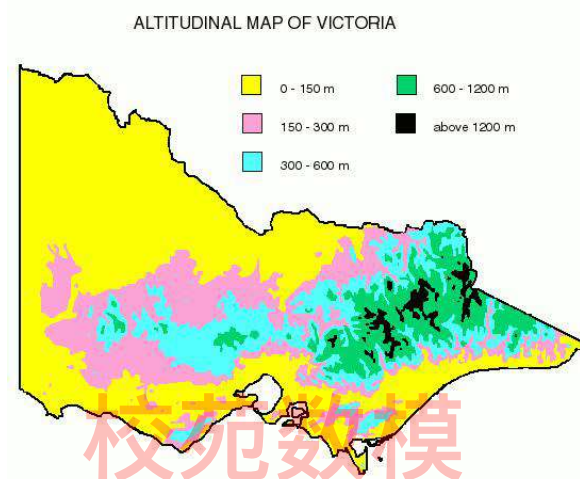 ALTITUDINAL MAP OF VICTORIA
0 - 150 m
600 - 1200 m
150 - 300 m
above 1200 m
300 - 600 m
校苑数模